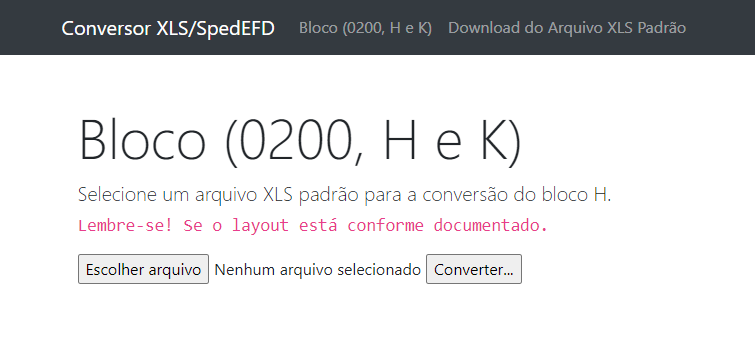 Conversor XLS/SpedEFD Bloco (0200, H e K) Download do Arquivo XLS Padrão
Bloco (0200, H e K)
Selecione um arquivo XLS padrão para a conversão do bloco H.
Lembre-se! Se o layout está conforme documentado.
Escolher arquivo Nenhum arquivo selecionado Converter...